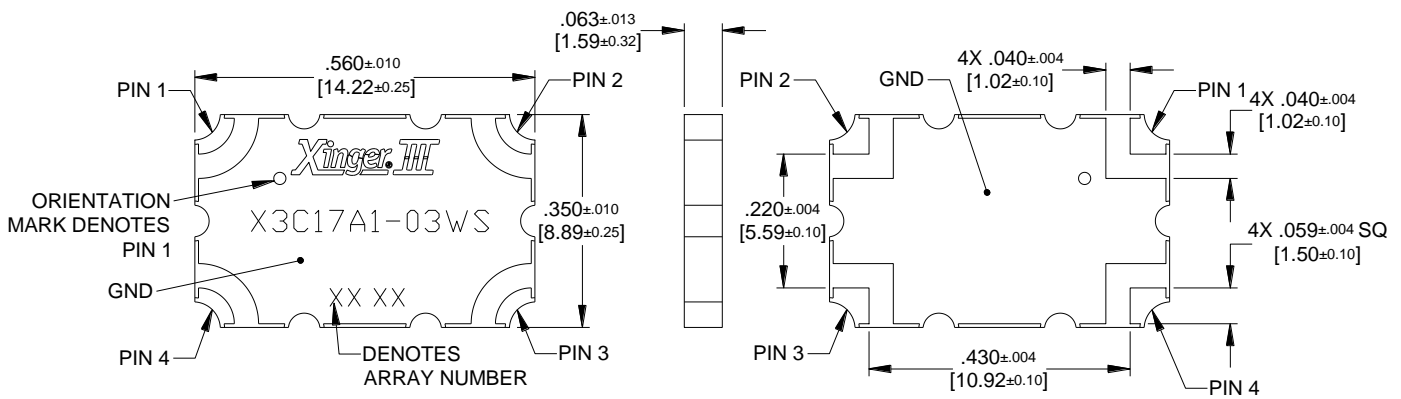 .063±.013
[1.59±0.32]
.560±.010
[14.22±0.25]
4X .040±.004
[1.02±0.10]
PIN 1
PIN 2
PIN 2
GND
PIN 1
4X .040±.004
[1.02±0.10]
Xinger® III
ORIENTATION
MARK DENOTES
PIN 1
X3C17A1-03WS
.350±.010
[8.89±0.25]
.220±.004
[5.59±0.10]
4X .059±.004 SQ
[1.50±0.10]
GND
XX XX
PIN 4
DENOTES
ARRAY NUMBER
PIN 3
PIN 3
.430±.004
[10.92±0.10]
PIN 4